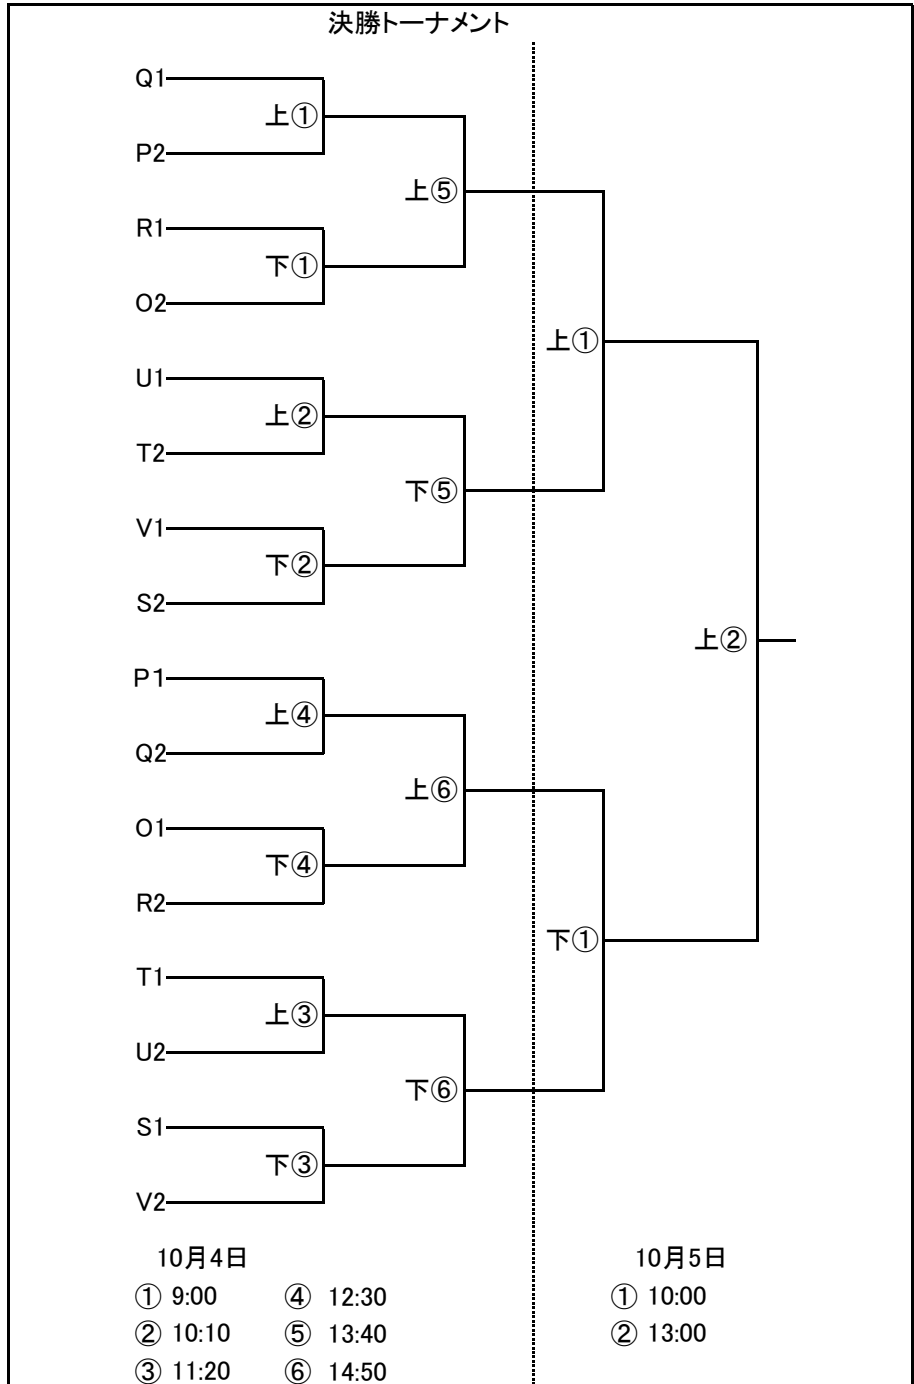 決勝トーナメント
Q1
上①
P2
上⑤
R1
下①
O2
上①
U1
上②
T2
下⑤
V1
下②
S2
上②
P1
上④
Q2
上⑥
O1
下④
R2
下①
T1
上③
U2
下⑥
S1
下③
V2
10月4日 10月5日
① 9:00 ④ 12:30 ① 10:00
② 10:10 ⑤ 13:40 ② 13:00
③ 11:20 ⑥ 14:50